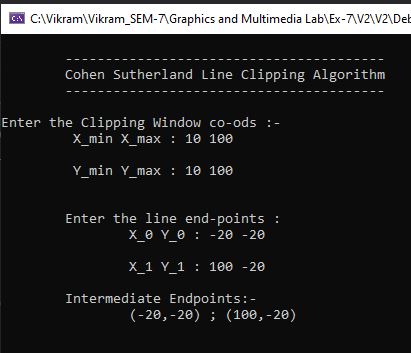 C:\Vikram\Vikram_SEM-7\Graphics and Multimedia Lab\Ex-7\V2\V2\Deb
----------------------------------------
Cohen Sutherland Line Clipping Algorithm
----------------------------------------
Enter the Clipping Window co-ods :-
X_min X_max : 10 100
Y_min Y_max : 10 100
Enter the line end-points :
X_0 Y_0 : -20 -20
X_1 Y_1 : 100 -20
Intermediate Endpoints:-
(-20,-20) ; (100,-20)